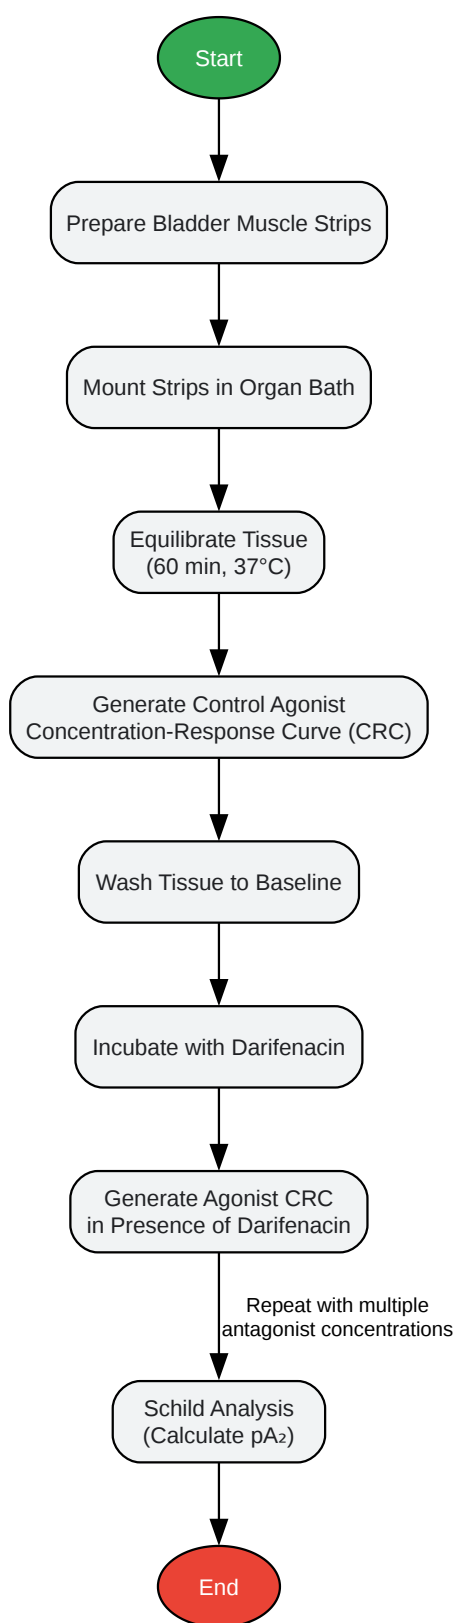 Start
Prepare Bladder Muscle Strips
Mount Strips in Organ Bath
Equilibrate Tissue
(60 min, 37°C)
Generate Control Agonist
Concentration-Response Curve (CRC)
Wash Tissue to Baseline
Incubate with Darifenacin
Generate Agonist CRC
in Presence of Darifenacin
Repeat with multiple
antagonist concentrations
Schild Analysis
(Calculate pA₂)
End